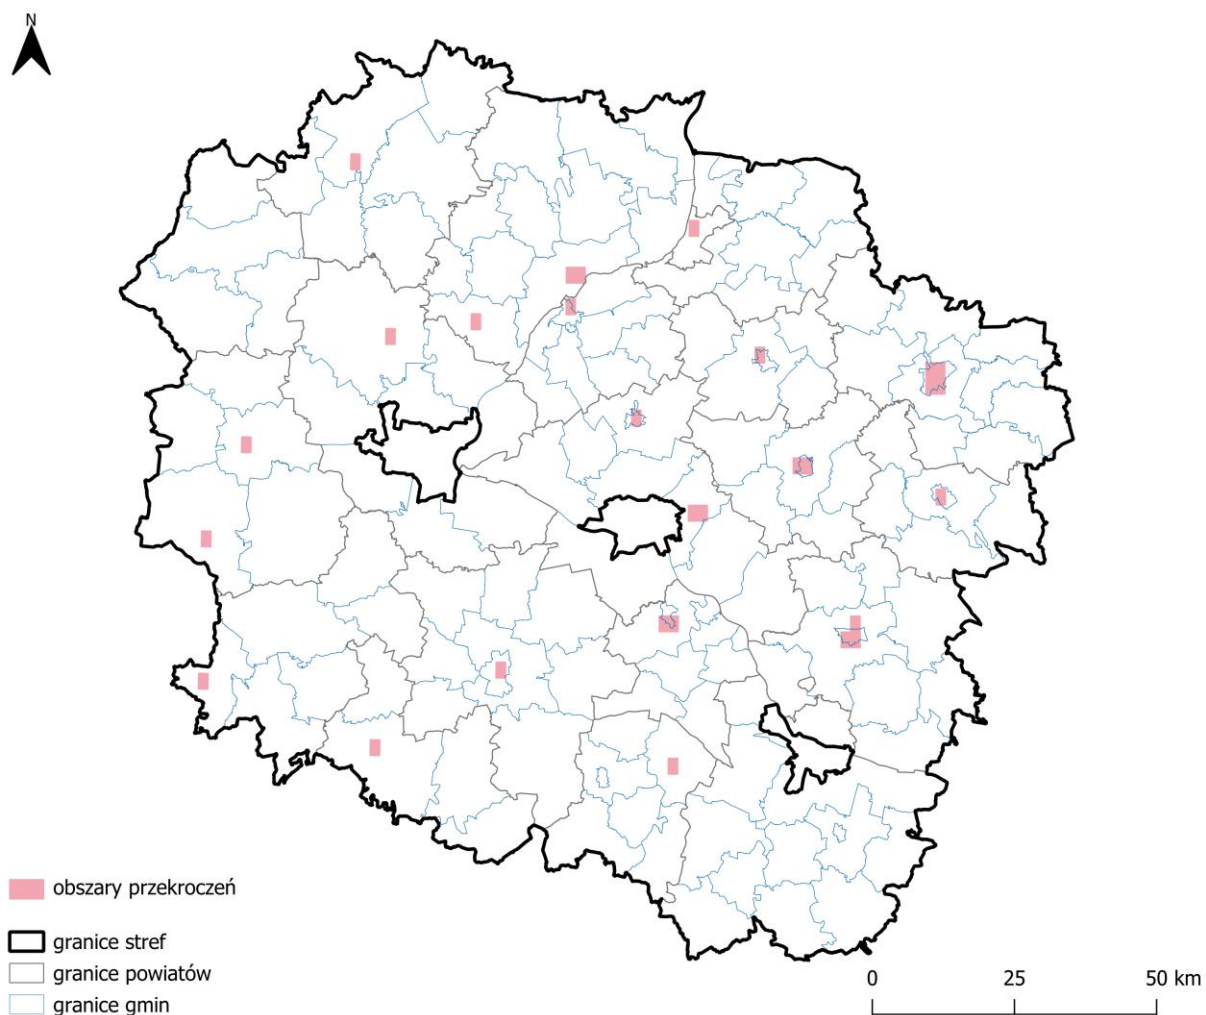 N
obszary przekroczeń
granice stref
granice powiatów
granice gmin
0 25 50 km